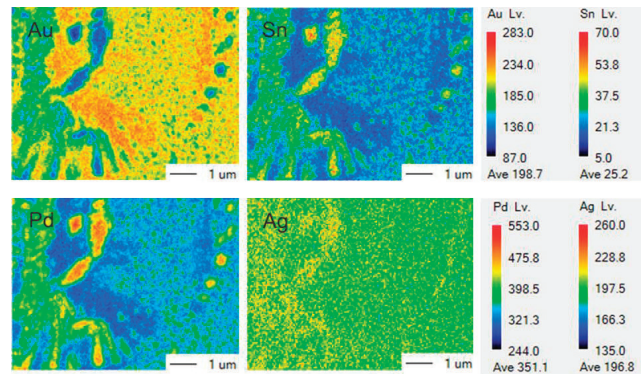 Au
1 um
Sn
1 um
Au Lv.
283.0
234.0
185.0
136.0
87.0
Ave 198.7
Sn Lv.
70.0
53.8
37.5
21.3
5.0
Ave 25.2
Pd
1 um
Ag
1 um
Pd Lv.
553.0
475.8
398.5
321.3
244.0
Ave 351.1
Ag Lv.
260.0
228.8
197.5
166.3
135.0
Ave 196.8